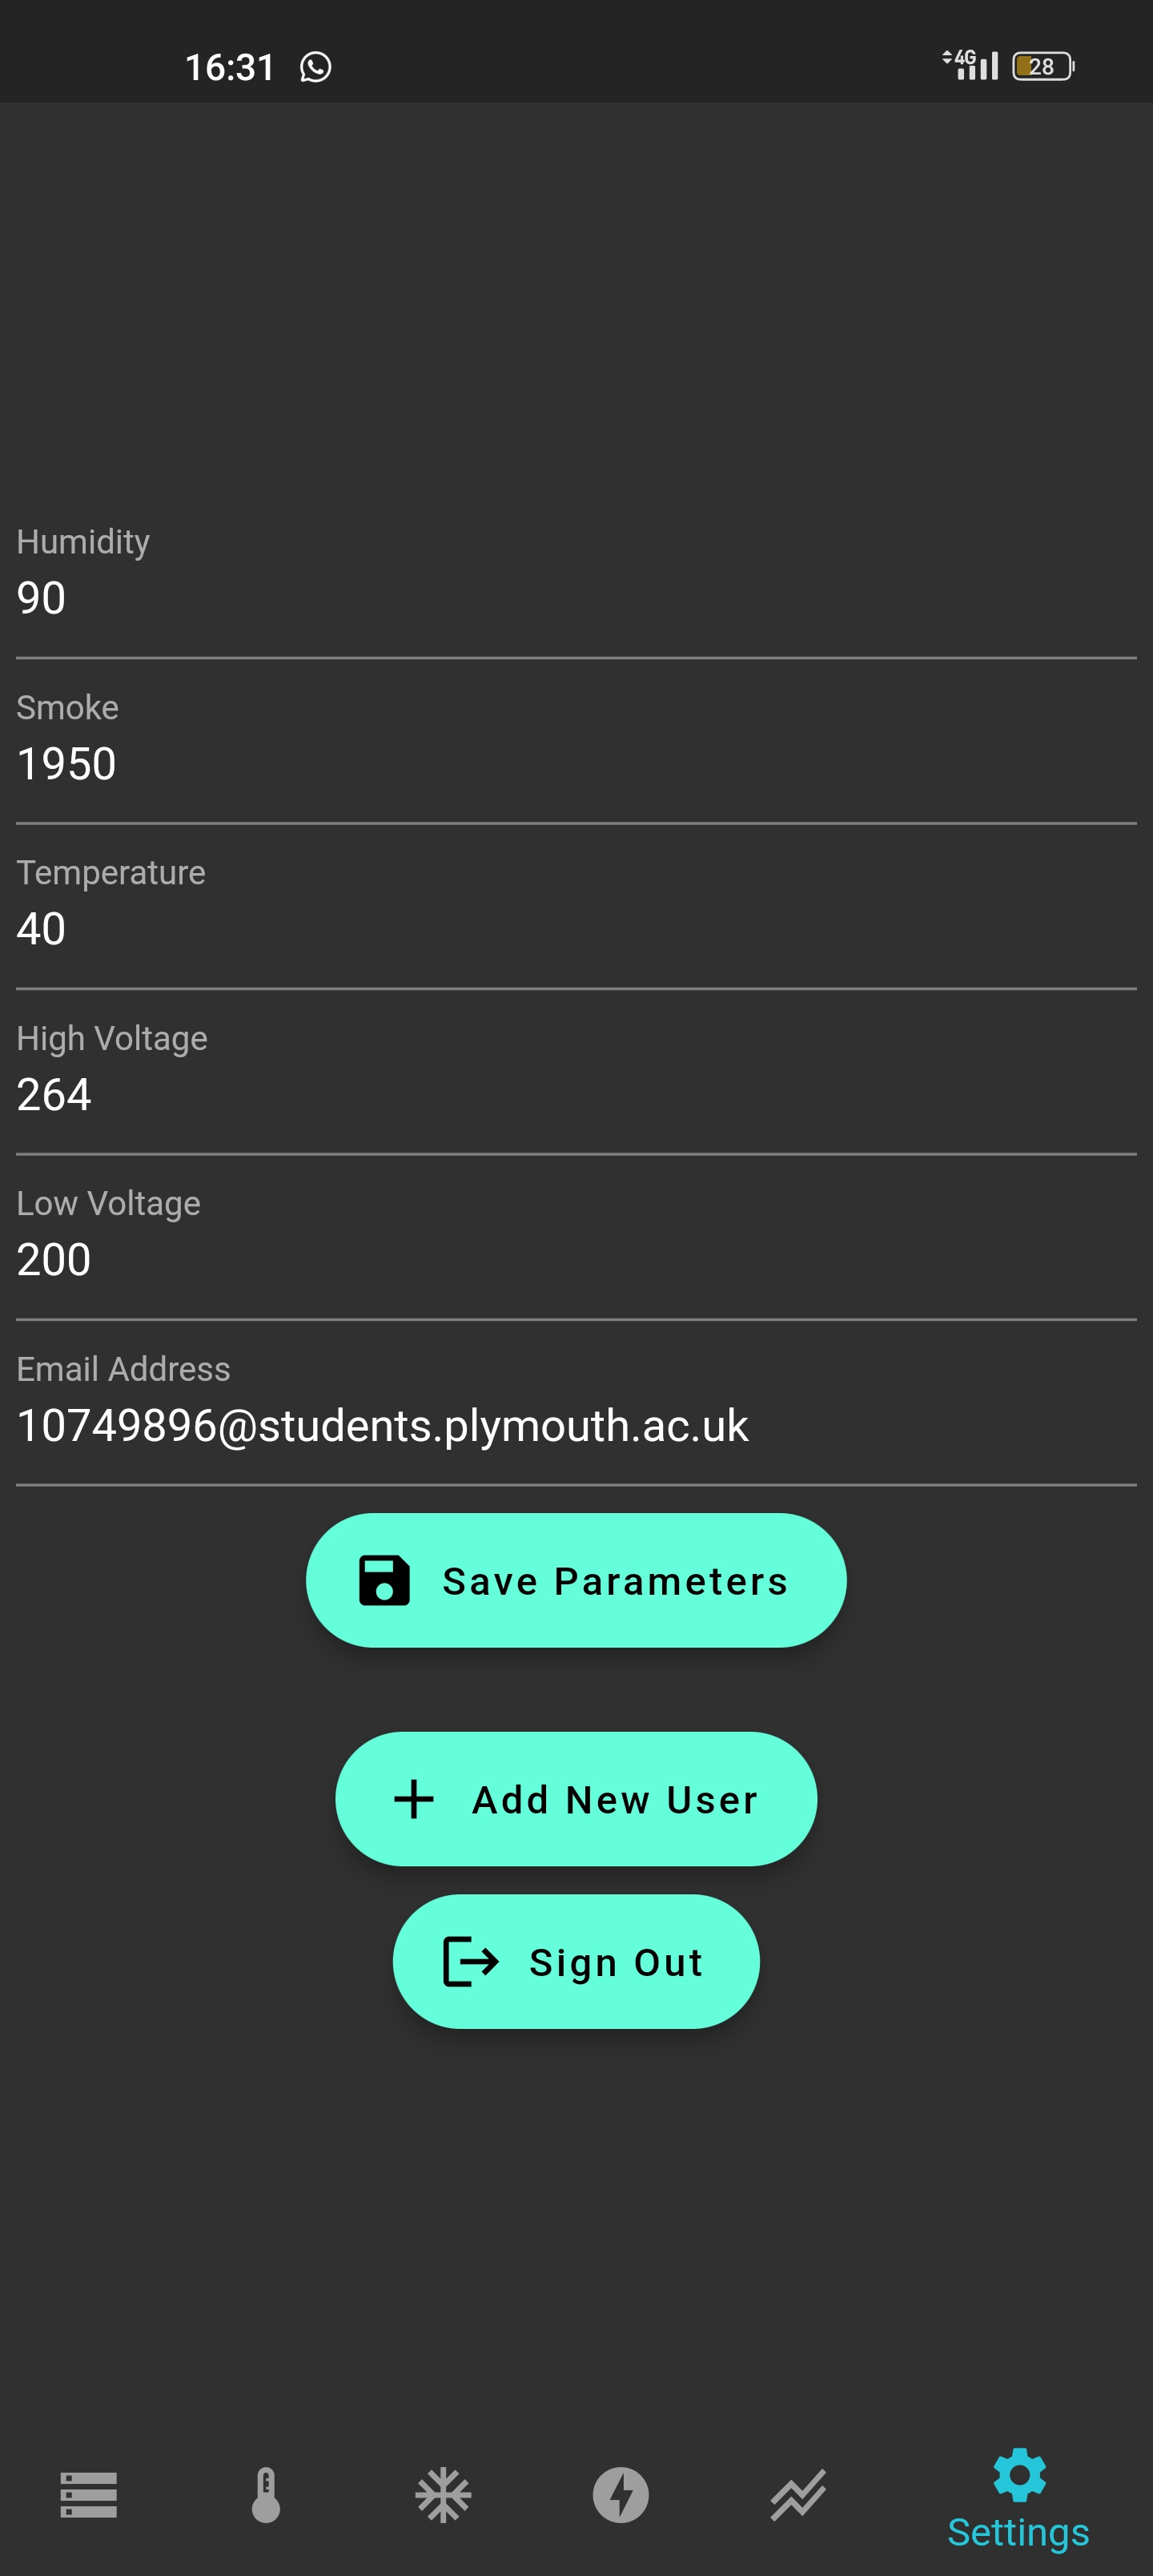 16:31
4G
28
Humidity
90
Smoke
1950
Temperature
40
High Voltage
264
Low Voltage
200
Email Address
10749896@students.plymouth.ac.uk
Save Parameters
Add New User
Sign Out
Settings